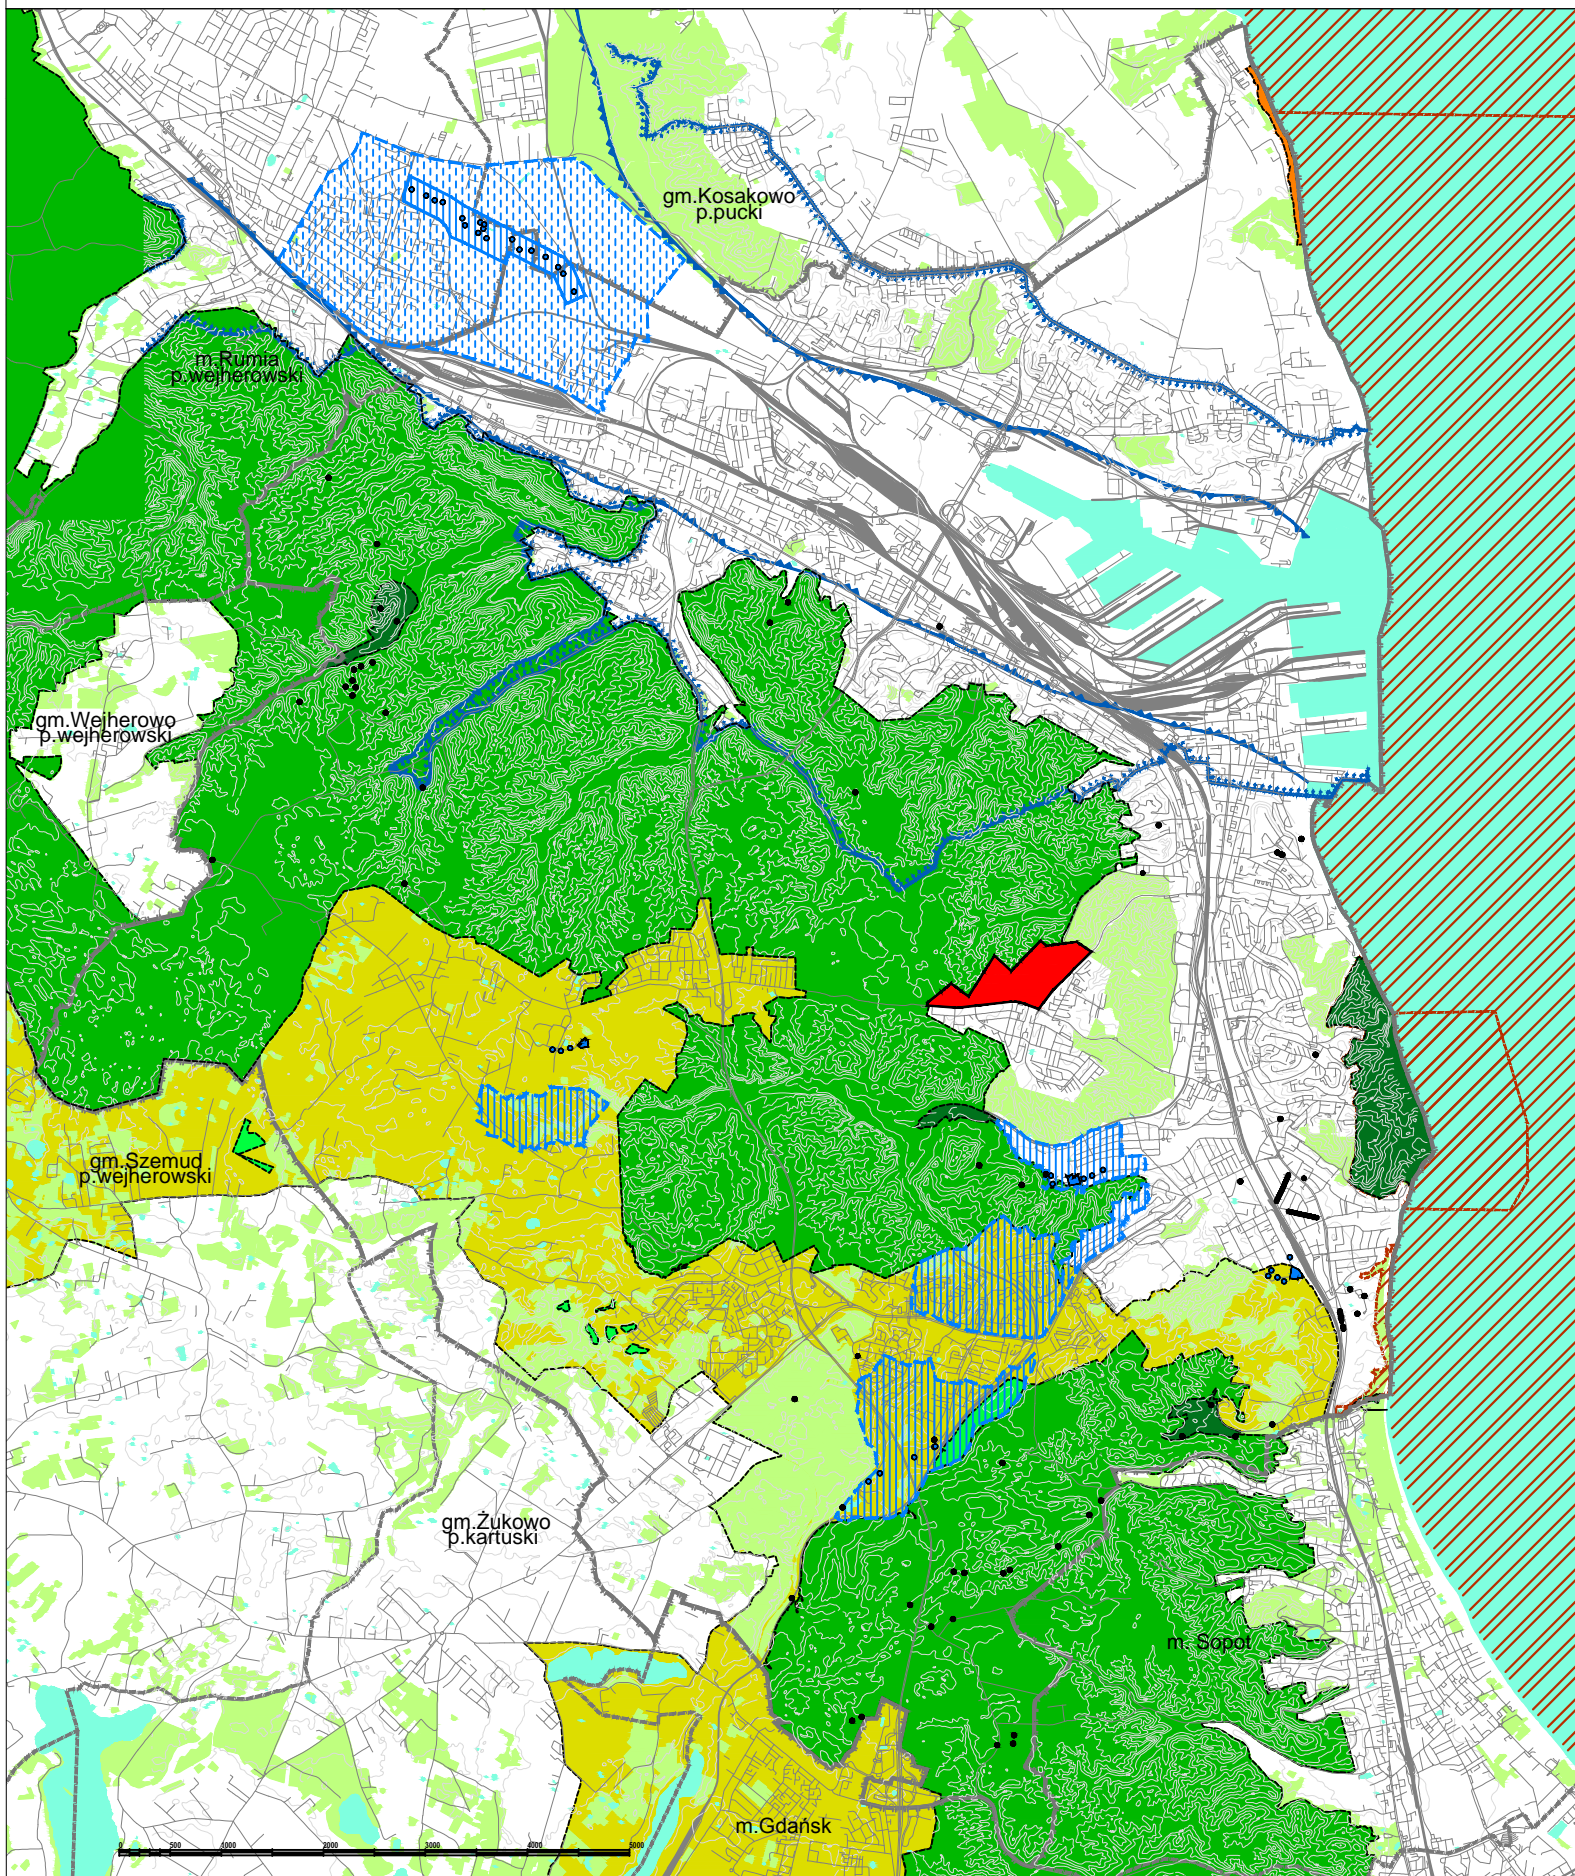 gm.Kosakowo
p.pucki
m.Rumia
p.wejherowski
gm.Wejherowo
p.wejherowski
gm.Szemud
p.wejherowski
gm.Żukowo
p.kartuski
m. Sopot
m.Gdańsk
0 500 1000 2000 3000 4000 5000